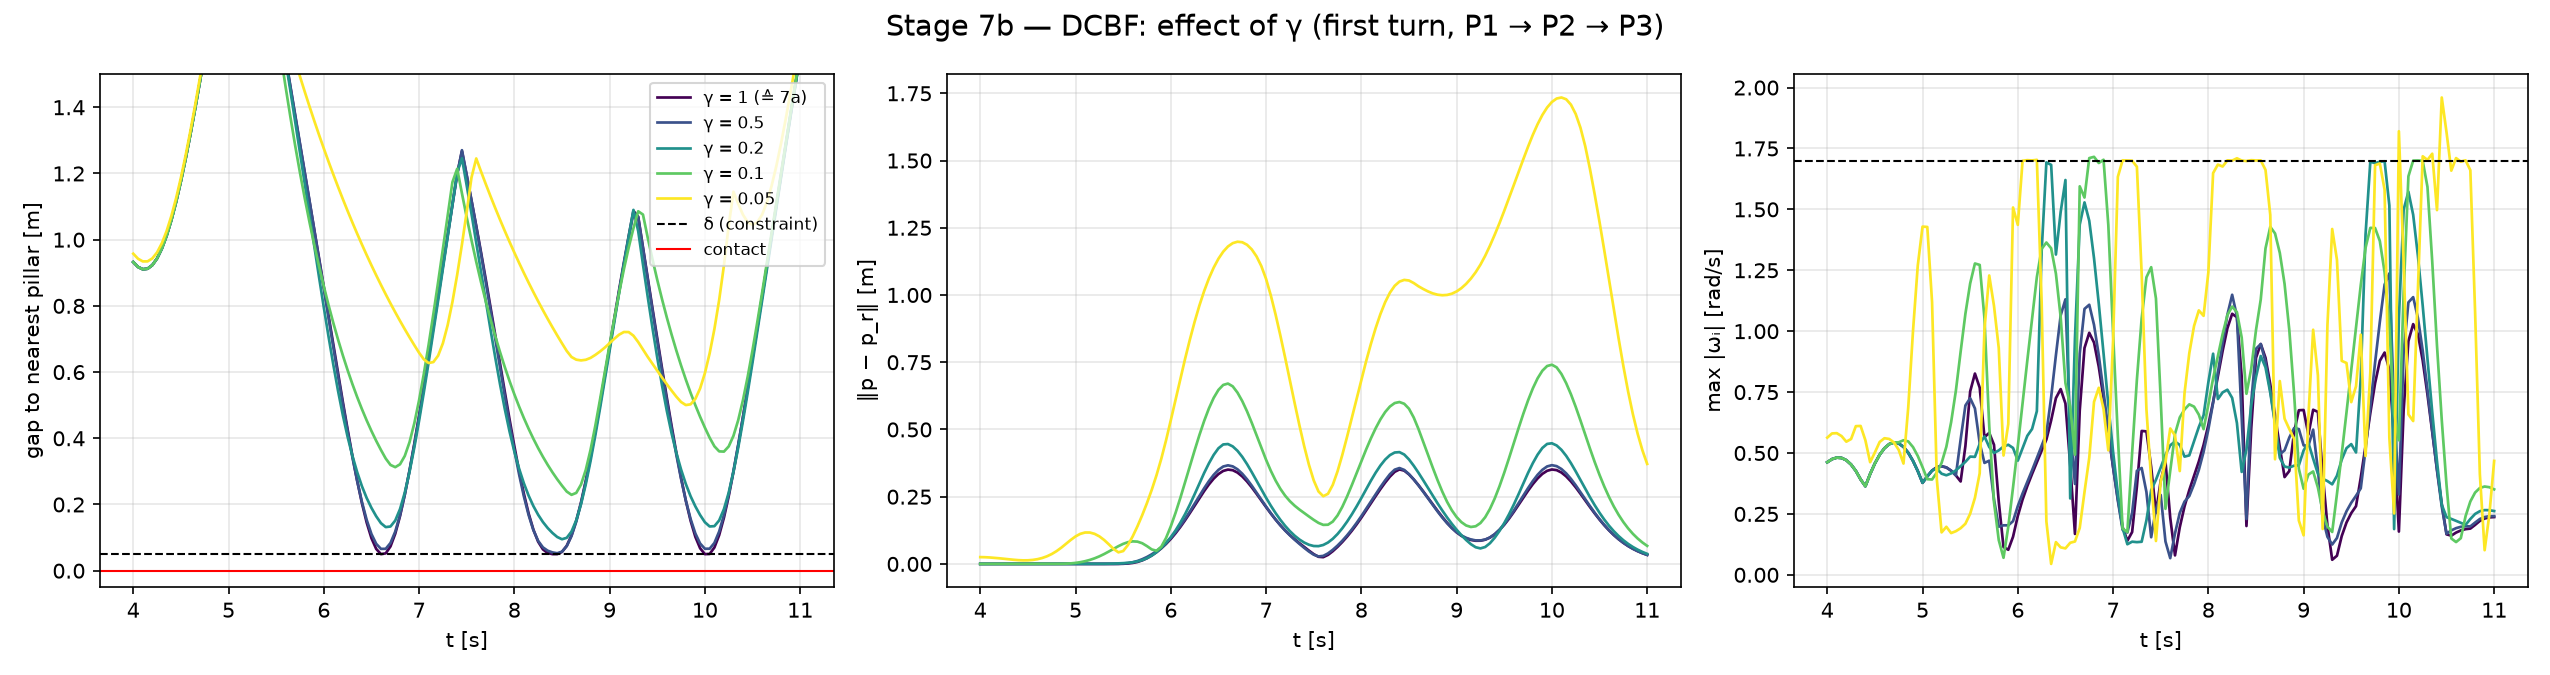 Stage 7b — DCBF: effect of γ (first turn, P1 → P2 → P3)
gap to nearest pillar [m]
1.4
1.2
1.0
0.8
0.6
0.4
0.2
0.0
γ = 1 (≙ 7a)
γ = 0.5
γ = 0.2
γ = 0.1
γ = 0.05
δ (constraint)
contact
4 5 6 7 8 9 10 11
t [s]
‖p − p_r‖ [m]
1.75
1.50
1.25
1.00
0.75
0.50
0.25
0.00
4 5 6 7 8 9 10 11
t [s]
max |ωᵢ| [rad/s]
2.00
1.75
1.50
1.25
1.00
0.75
0.50
0.25
0.00
4 5 6 7 8 9 10 11
t [s]